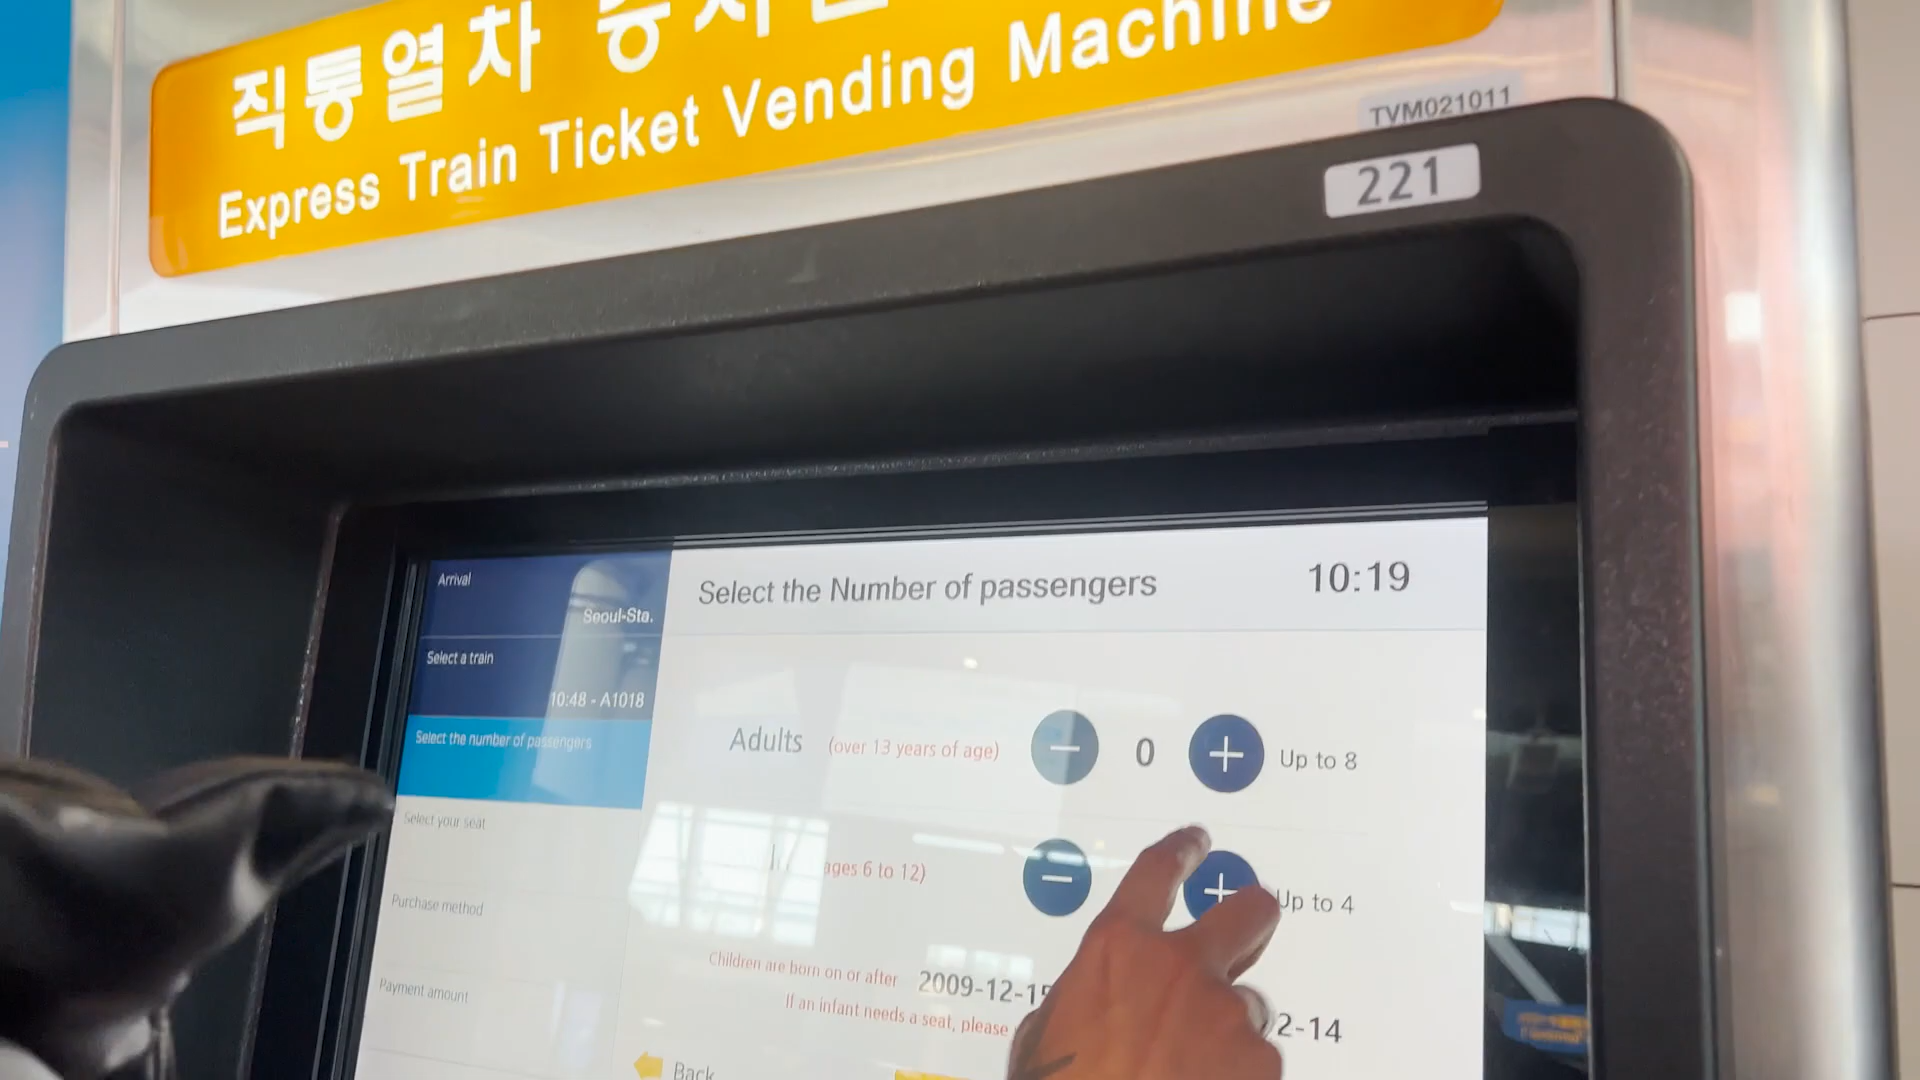 직통열차
Express Train Ticket Vending Machine
TVM021011
221
Arrival
Seoul-Sta.
Select a train
10:48 - A1018
Select the number of passengers
Select your seat
Purchase method
Payment amount
Select the Number of passengers
10:19
Adults (over 13 years of age) − 0 + Up to 8
ages 6 to 12) − + Up to 4
Children are born on or after 2009-12-15
If an infant needs a seat, please
2-14
Back